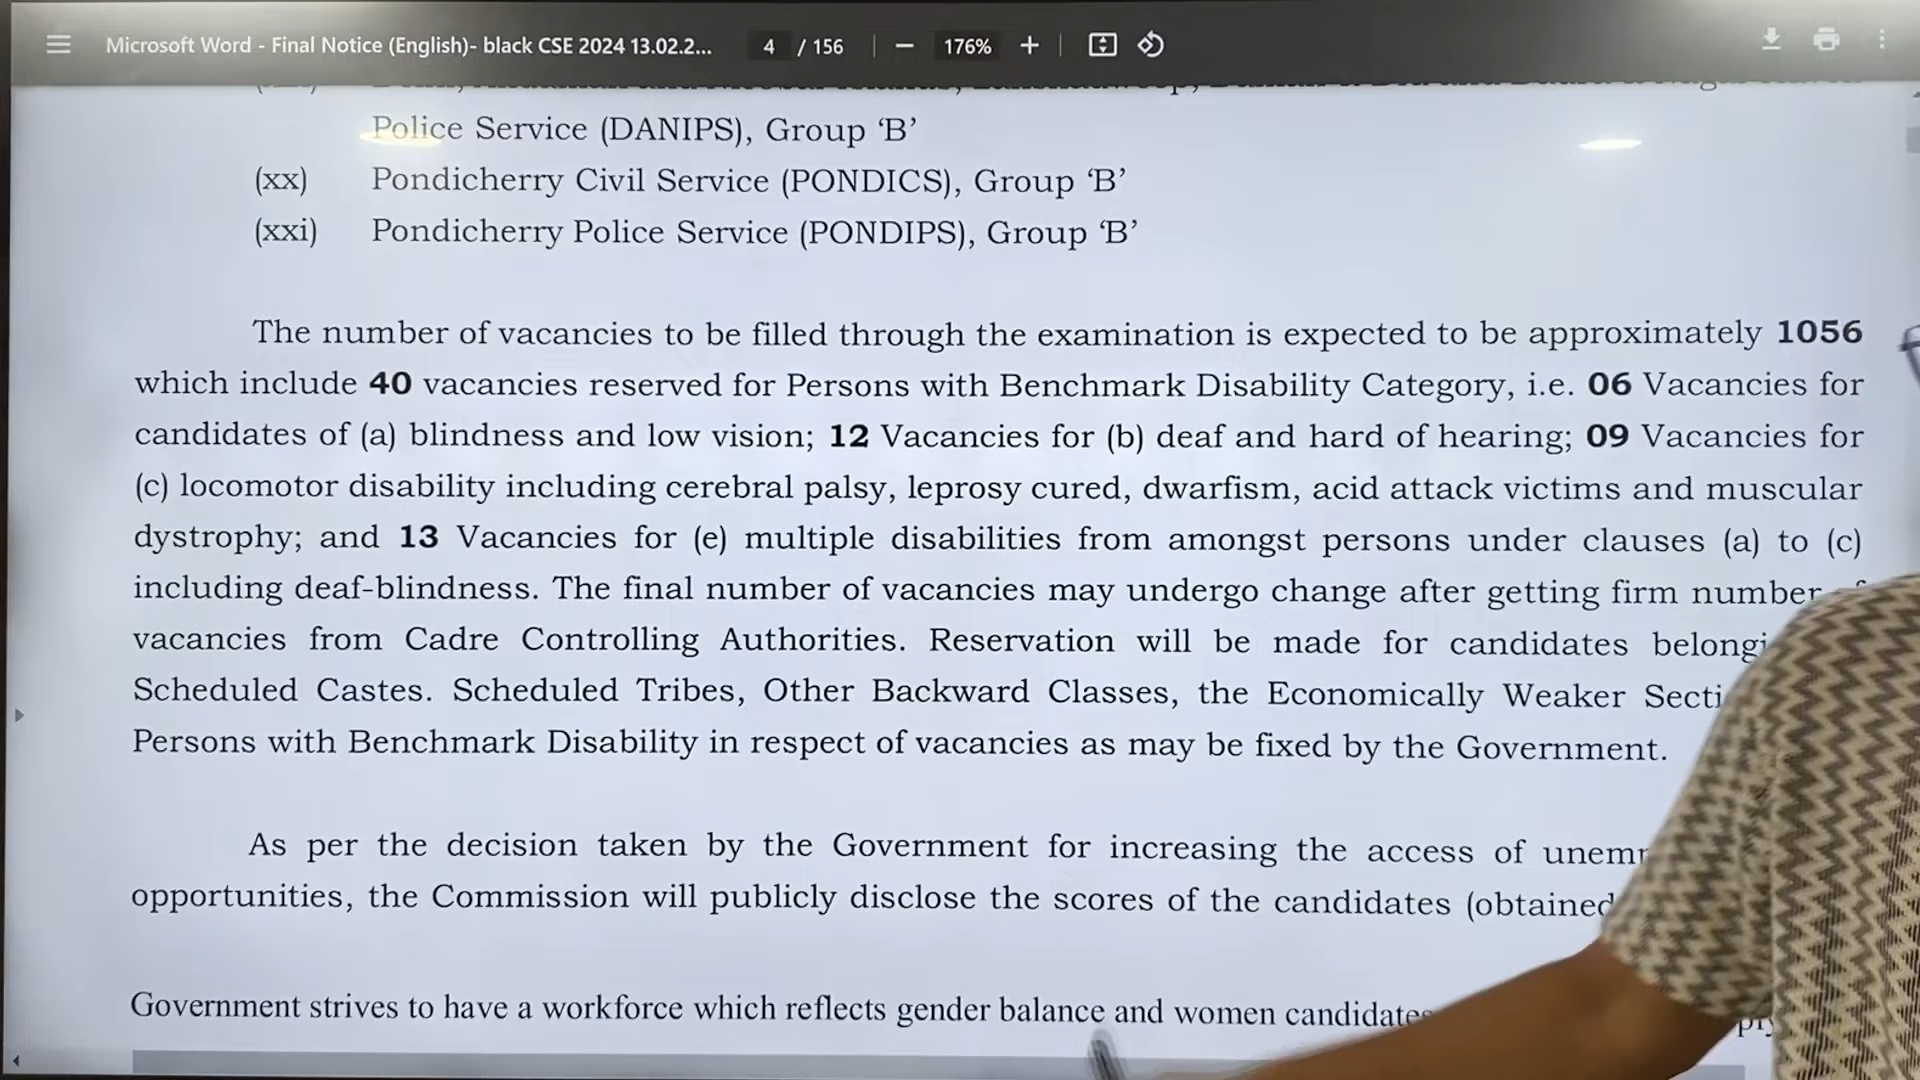 Microsoft Word - Final Notice (English)- black CSE 2024 13.02.2... 4 / 156 — 176% +
Police Service (DANIPS), Group ‘B’
(xx) Pondicherry Civil Service (PONDICS), Group ‘B’
(xxi) Pondicherry Police Service (PONDIPS), Group ‘B’
The number of vacancies to be filled through the examination is expected to be approximately 1056
which include 40 vacancies reserved for Persons with Benchmark Disability Category, i.e. 06 Vacancies for
candidates of (a) blindness and low vision; 12 Vacancies for (b) deaf and hard of hearing; 09 Vacancies for
(c) locomotor disability including cerebral palsy, leprosy cured, dwarfism, acid attack victims and muscular
dystrophy; and 13 Vacancies for (e) multiple disabilities from amongst persons under clauses (a) to (c)
including deaf-blindness. The final number of vacancies may undergo change after getting firm number
vacancies from Cadre Controlling Authorities. Reservation will be made for candidates
Scheduled Castes. Scheduled Tribes, Other Backward Classes, the Economically Weaker
Persons with Benchmark Disability in respect of vacancies as may be fixed by the Government.
As per the decision taken by the Government for increasing the access of
opportunities, the Commission will publicly disclose the scores of the candidates (obtained
Government strives to have a workforce which reflects gender balance and women candidates